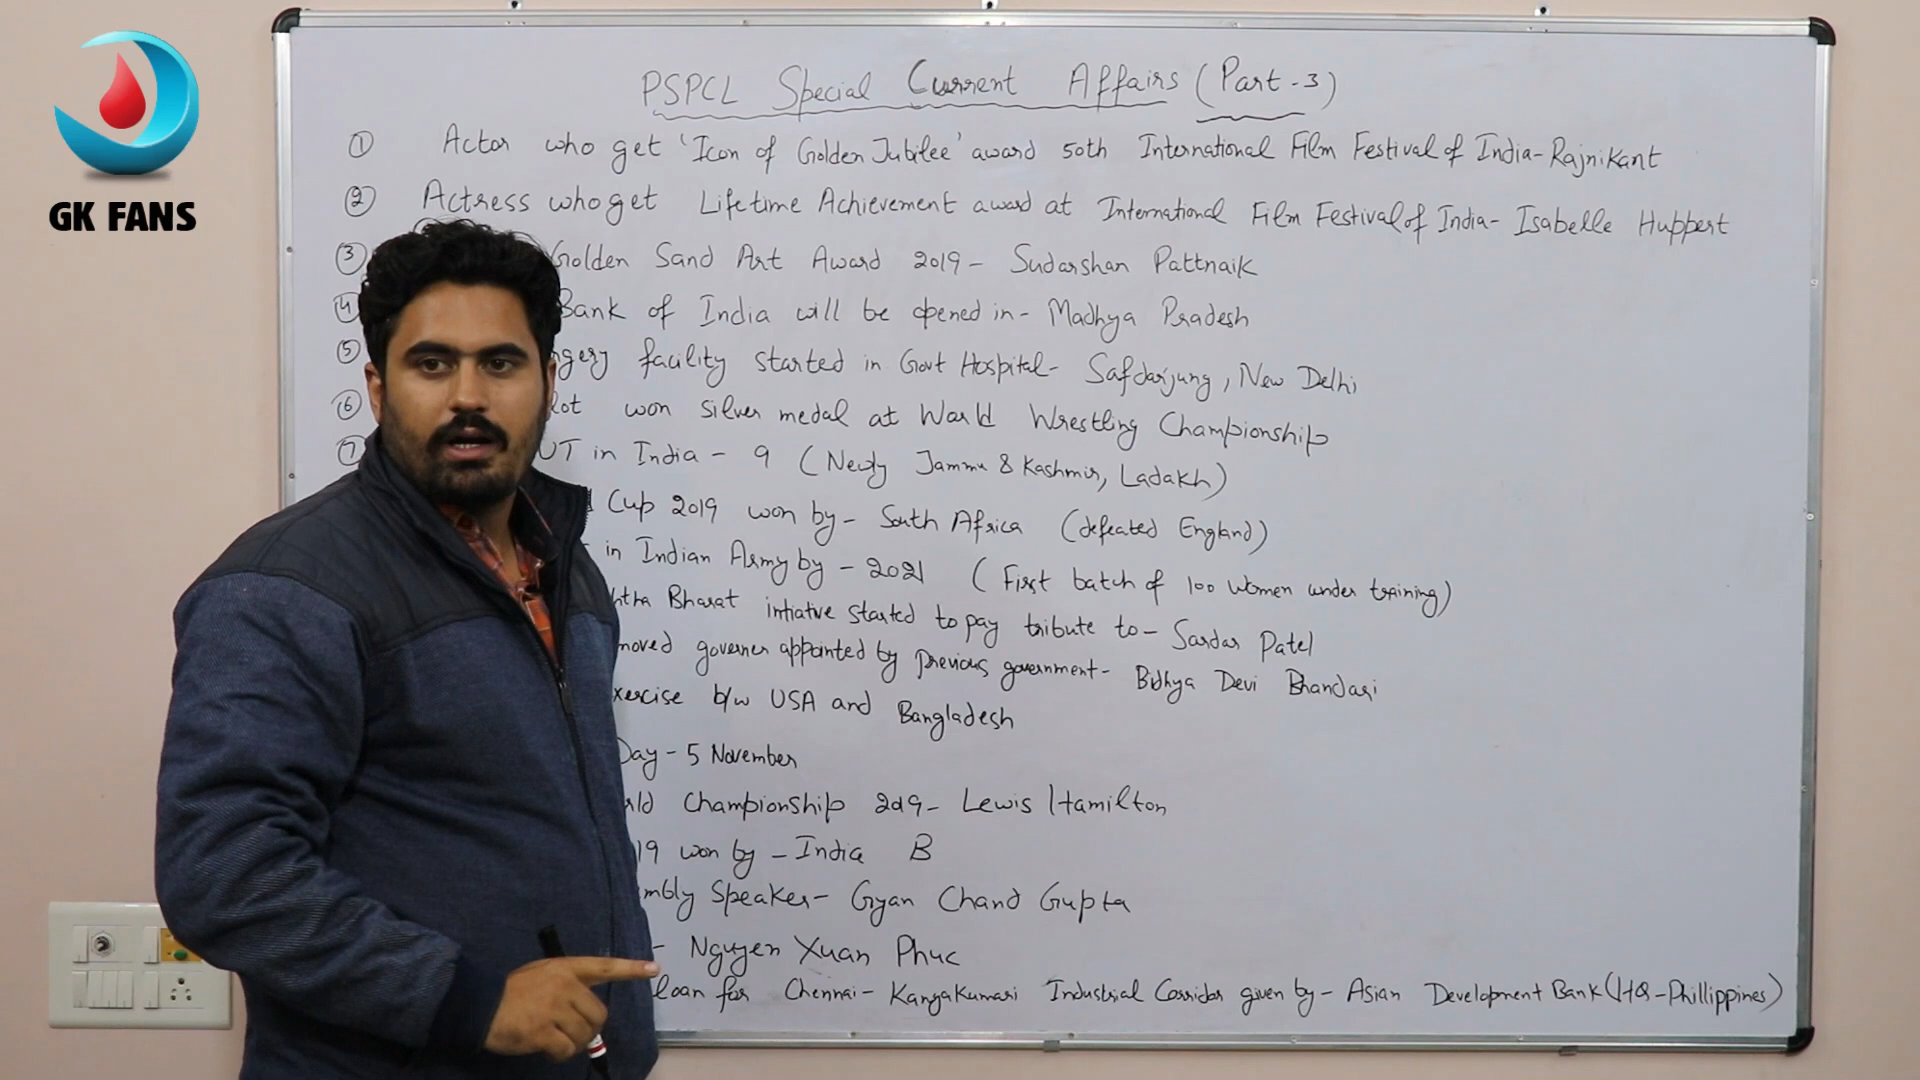 GK FANS
PSPCL Special Current Affairs (Part-3)
① Actor who get 'Icon of Golden Jubilee' award 50th International Film Festival of India-Rajnikant
② Actress who get Lifetime Achievement award at International Film Festival of India- Isabelle Huppert
③ Golden Sand Art Award 2019- Sudarshan Pattnaik
④ Bank of India will be opened in- Madhya Pradesh
⑤ facility started in Govt Hospital- Safdarjung, New Delhi
⑥ won silver medal at World Wrestling Championship
⑦ UT in India - 9 (Newly Jammu & Kashmir, Ladakh)
Cup 2019 won by- South Africa (defeated England)
in Indian Army by - 2021 (First batch of 100 women under training)
Bharat intiative started to pay tribute to- Sardar Patel
governer appointed by previous government- Bidhya Devi Bhandari
b/w USA and Bangladesh
Day - 5 November
Championship 2019- Lewis Hamilton
19 won by - India B
Speaker- Gyan Chand Gupta
- Nguyen Xuan Phuc
loan for Chennai- Kanyakumari Industrial Corridor given by- Asian Development Bank (HQ-Phillippines)